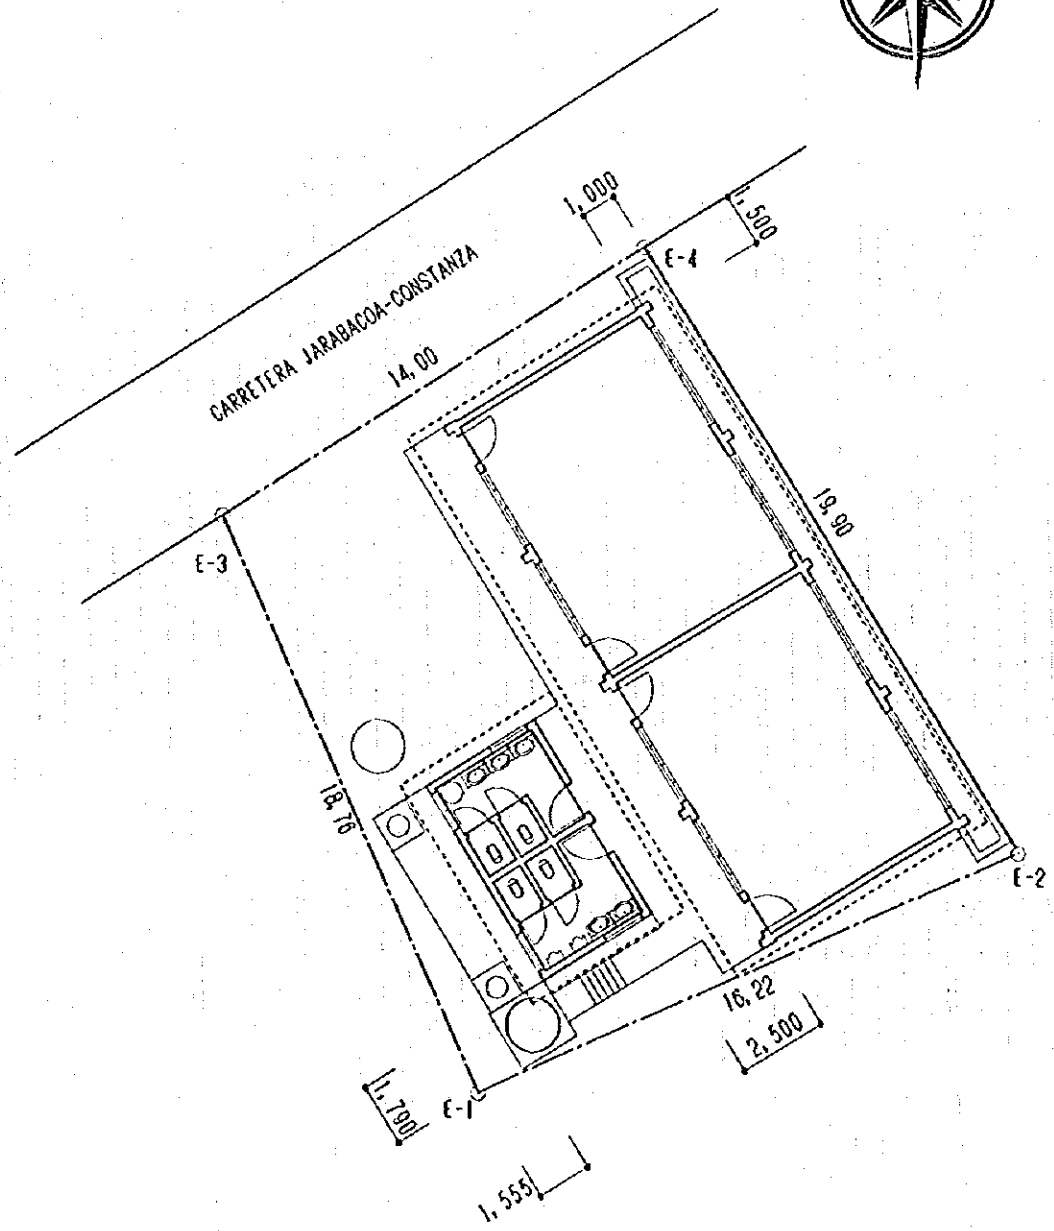 1,000
1,500
E-4
CARRETERA JARABACOA-CONSTANZA
14,00
19,90
E-3
18,76
E-2
16,22
2,500
1,790
E-1
1,555